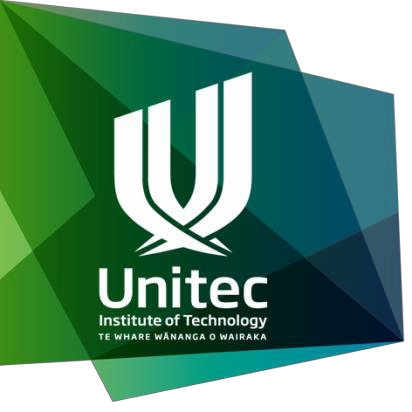 Unitec
Institute of Technology
TE WHARE WĀNANGA O WAIRAKA